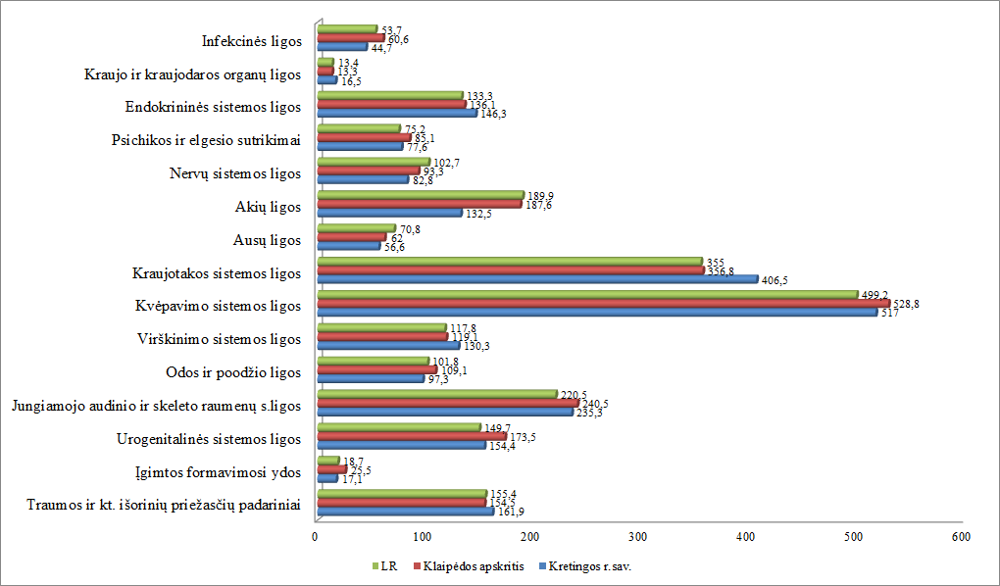 Infekcinės ligos
53,7
60,6
44,7
Kraujo ir kraujodaros organų ligos
13,4
13,3
16,5
Endokrininės sistemos ligos
133,3
136,1
146,3
Psichikos ir elgesio sutrikimai
75,2
85,1
77,6
Nervų sistemos ligos
102,7
93,3
82,8
Akių ligos
189,9
187,6
132,5
Ausų ligos
70,8
62
56,6
Kraujotakos sistemos ligos
355
356,8
406,5
Kvėpavimo sistemos ligos
499,2
528,8
517
Virškinimo sistemos ligos
117,8
119,1
130,3
Odos ir poodžio ligos
101,8
109,1
97,3
Jungiamojo audinio ir skeleto raumenų s.ligos
220,5
240,5
235,3
Urogenitalinės sistemos ligos
149,7
173,5
154,4
Įgimtos formavimosi ydos
18,7
25,5
17,1
Traumos ir kt. išorinių priežasčių padariniai
155,4
154,5
161,9
0 100 200 300 400 500 600
LR Klaipėdos apskritis Kretingos r.sav.